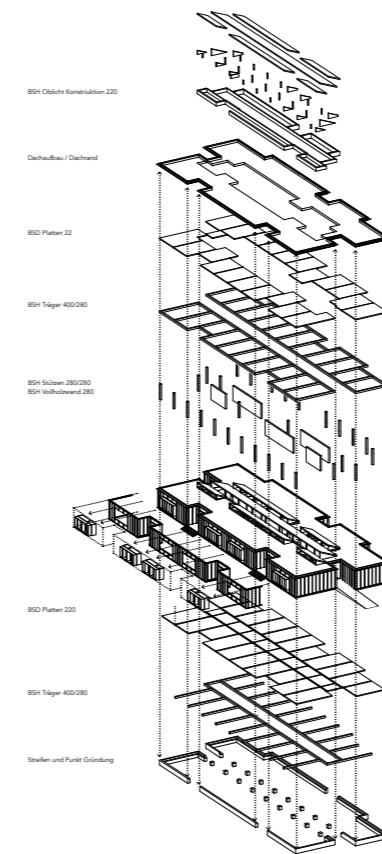 BSH Oblicht Konstriuktion 220
Dachaufbau / Dachrand
BSD Platten 22
BSH Träger 400/280
BSH Stützen 280/280
BSH Vollholzwand 280
BSD Platten 220
BSH Träger 400/280
Streifen und Punkt Gründung